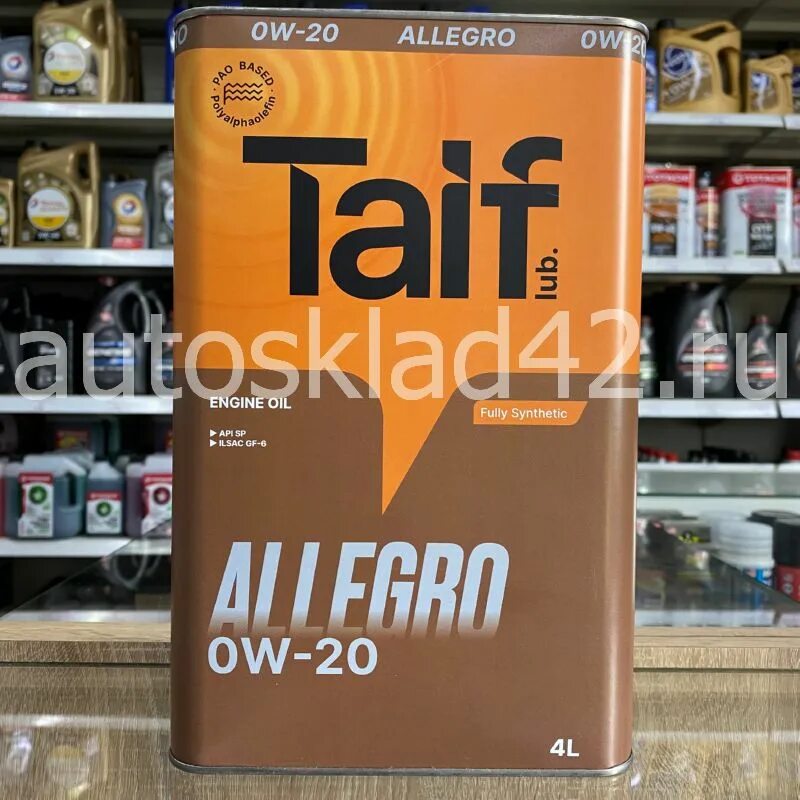 0W-20 ALLEGRO 0W-20
PAO BASED
Polyalphaolefin
Taif
lub.
autosklad42.ru
ENGINE OIL
Fully Synthetic
▶ API SP
▶ ILSAC GF-6
ALLEGRO
0W-20
4L